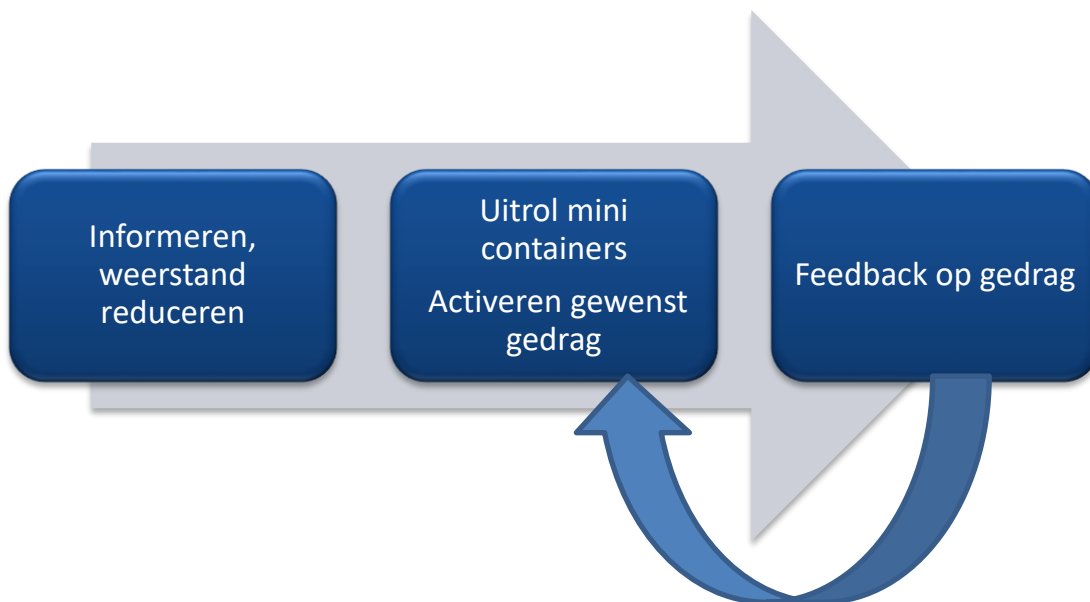 Informeren,
weerstand
reduceren
Uitrol mini
containers
Activeren gewenst
gedrag
Feedback op gedrag